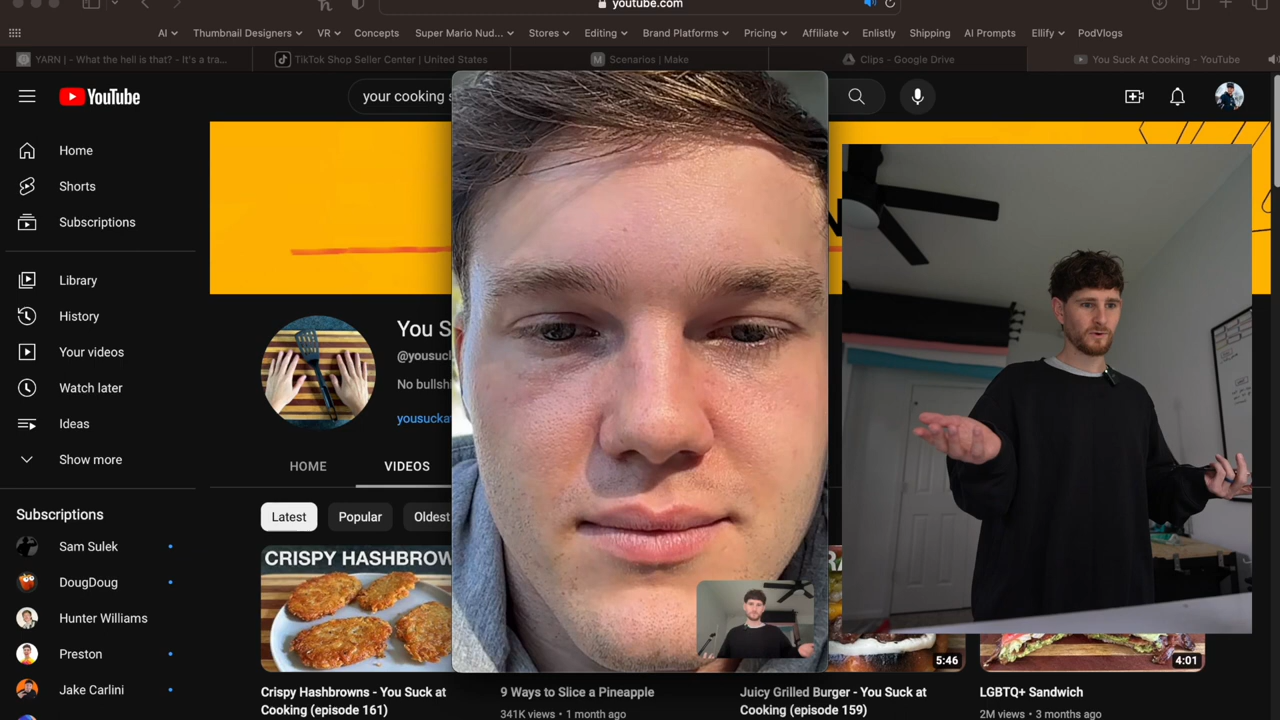 youtube.com
AI Thumbnail Designers VR Concepts Super Mario Nud... Stores Editing Brand Platforms Pricing Affiliate Enlistly Shipping AI Prompts Ellify PodVlogs
YARN | - What the hell is that? - It's a tra... TikTok Shop Seller Center | United States Scenarios | Make Clips - Google Drive You Suck At Cooking - YouTube
YouTube
your cooking s
Home
Shorts
Subscriptions
Library
History
Your videos
Watch later
Ideas
Show more
Subscriptions
Sam Sulek
DougDoug
Hunter Williams
Preston
Jake Carlini
N
You S
@yousuck
No bullshi
yousucka
HOME VIDEOS
Latest Popular Oldest
CRISPY HASHBROW
5:46
4:01
Crispy Hashbrowns - You Suck at
Cooking (episode 161)
9 Ways to Slice a Pineapple
341K views • 1 month ago
Juicy Grilled Burger - You Suck at
Cooking (episode 159)
LGBTQ+ Sandwich
2M views • 3 months ago